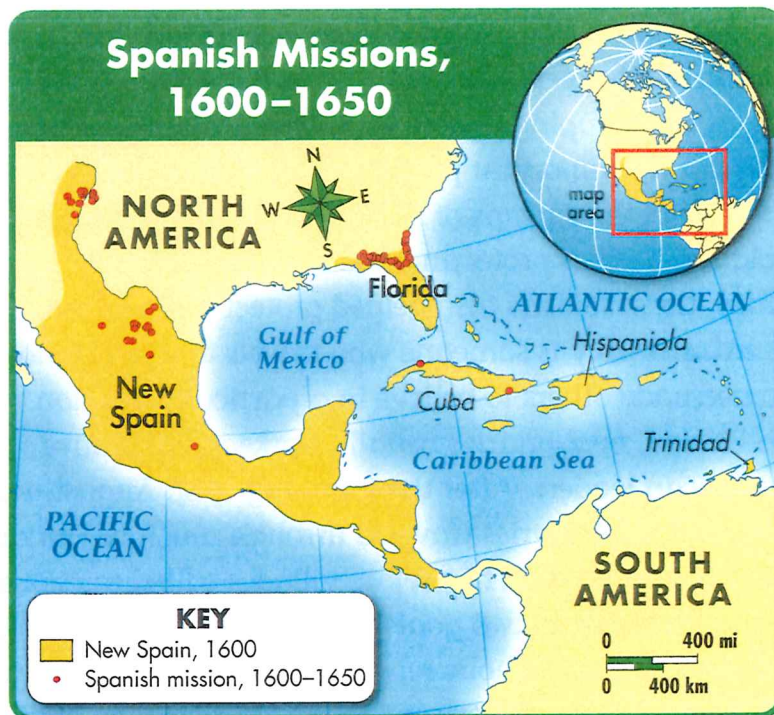 Spanish Missions,
1600–1650
map
area
N
W
E
S
NORTH
AMERICA
Florida
ATLANTIC OCEAN
Gulf of
Mexico
Hispaniola
New
Spain
Cuba
Caribbean Sea
Trinidad
PACIFIC
OCEAN
SOUTH
AMERICA
KEY
New Spain, 1600
Spanish mission, 1600–1650
0 400 mi
0 400 km